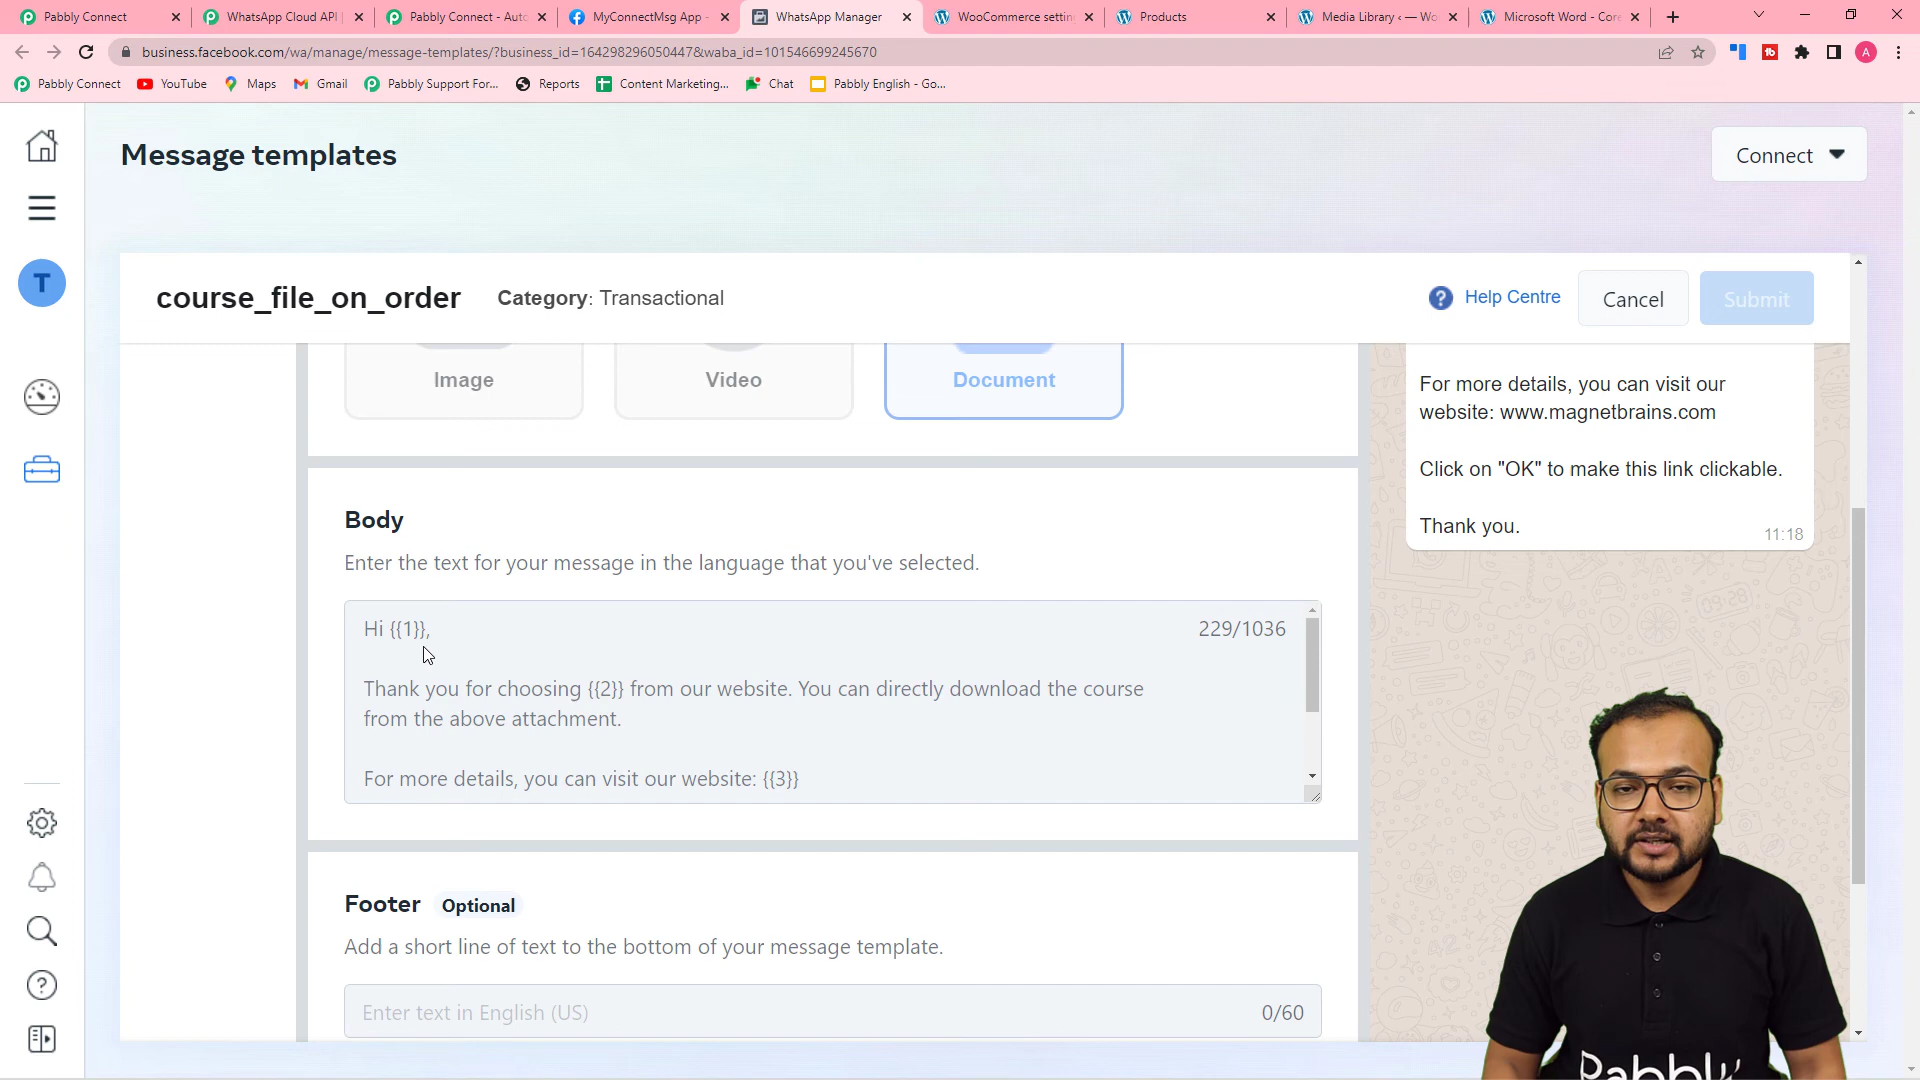 Pabbly Connect
WhatsApp Cloud API
Pabbly Connect - Auto
MyConnectMsg App -
WhatsApp Manager
WooCommerce settin
Products
Media Library ‹ — Wo
Microsoft Word - Cor
business.facebook.com/wa/manage/message-templates/?business_id=164298296050447&waba_id=101546699245670
A
Pabbly Connect
YouTube
Maps
Gmail
Pabbly Support For...
Reports
Content Marketing...
Chat
Pabbly English - Go...
Message templates
Connect
T
course_file_on_order
Category: Transactional
? Help Centre
Cancel
Submit
Image
Video
Document
For more details, you can visit our
website: www.magnetbrains.com
Click on "OK" to make this link clickable.
Thank you.
11:18
Body
Enter the text for your message in the language that you've selected.
Hi {{1}},
229/1036
Thank you for choosing {{2}} from our website. You can directly download the course
from the above attachment.
For more details, you can visit our website: {{3}}
Footer
Optional
Add a short line of text to the bottom of your message template.
Enter text in English (US)
0/60
Pabbly